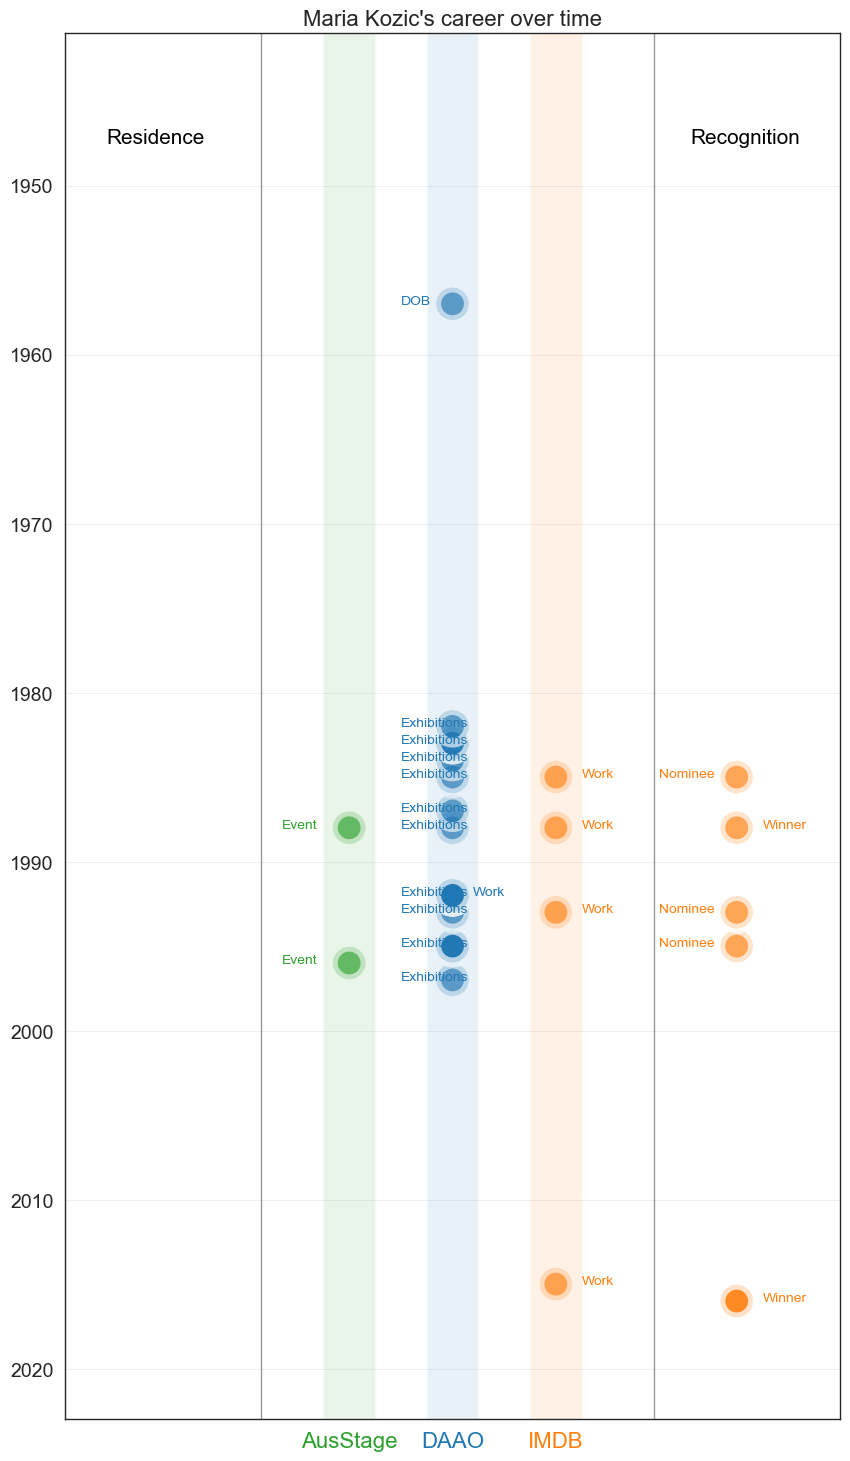 Maria Kozic's career over time
Residence
Recognition
1950
DOB
1960
1970
1980
Exhibitions
Exhibitions
Exhibitions
Exhibitions Work Nominee
Exhibitions
Event Exhibitions Work Winner
1990
Exhibitions Work
Exhibitions Work Nominee
Exhibitions Nominee
Event
Exhibitions
2000
2010
Work
Winner
2020
AusStage DAAO IMDB